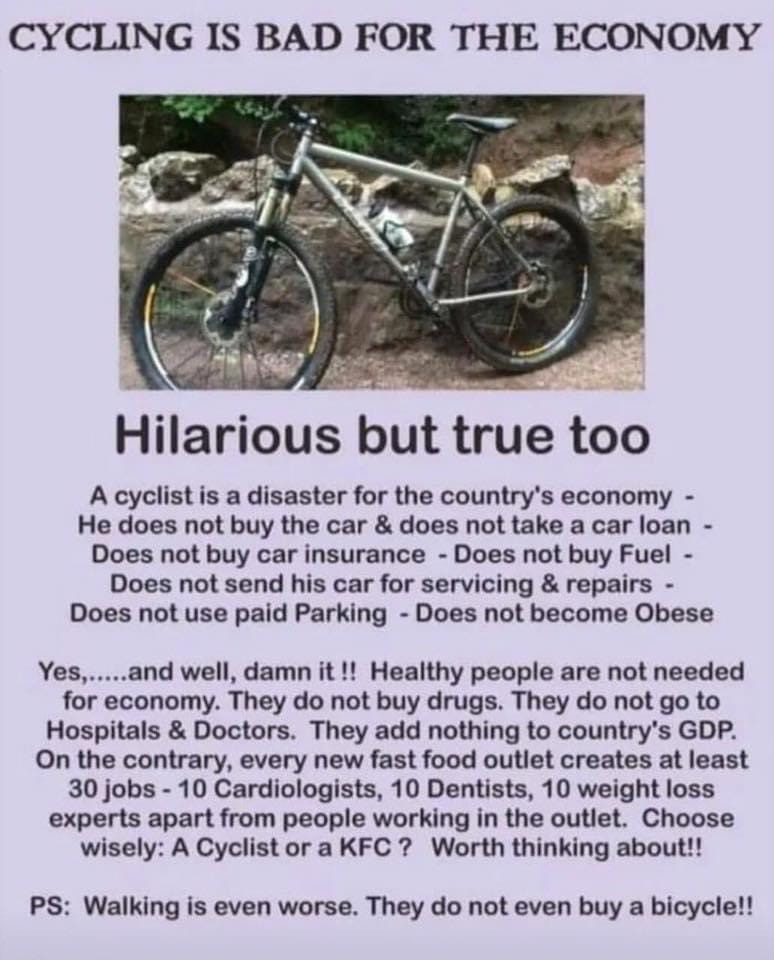 CYCLING IS BAD FOR THE ECONOMY
Hilarious but true too
A cyclist is a disaster for the country's economy -
He does not buy the car & does not take a car loan -
Does not buy car insurance - Does not buy Fuel -
Does not send his car for servicing & repairs -
Does not use paid Parking - Does not become Obese
Yes,.....and well, damn it !! Healthy people are not needed
for economy. They do not buy drugs. They do not go to
Hospitals & Doctors. They add nothing to country's GDP.
On the contrary, every new fast food outlet creates at least
30 jobs - 10 Cardiologists, 10 Dentists, 10 weight loss
experts apart from people working in the outlet. Choose
wisely: A Cyclist or a KFC ? Worth thinking about!!
PS: Walking is even worse. They do not even buy a bicycle!!